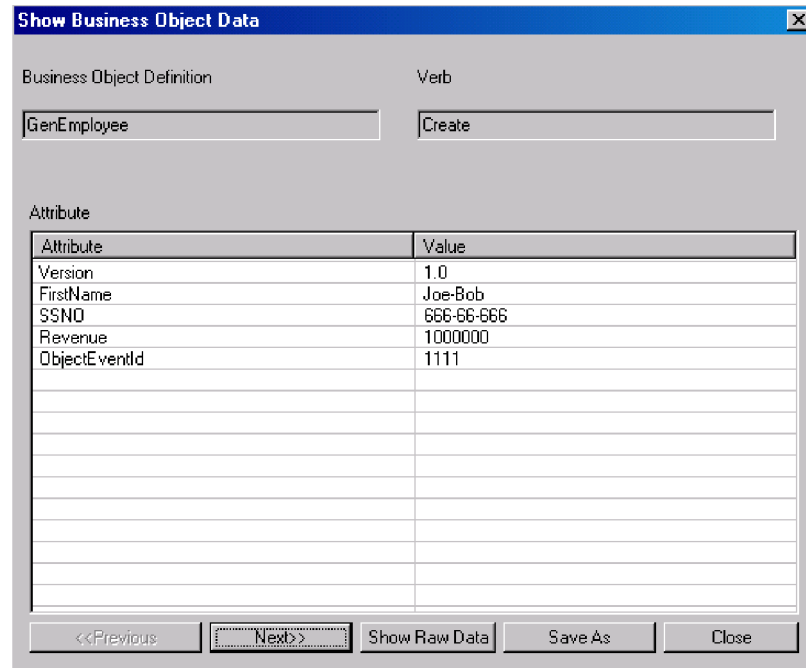 Show Business Object Data
Business Object Definition Verb
GenEmployee Create
Attribute
Attribute Value
Version 1.0
FirstName Joe-Bob
SSNO 666-66-666
Revenue 1000000
ObjectEventId 1111
<<Previous Next>> Show Raw Data Save As Close